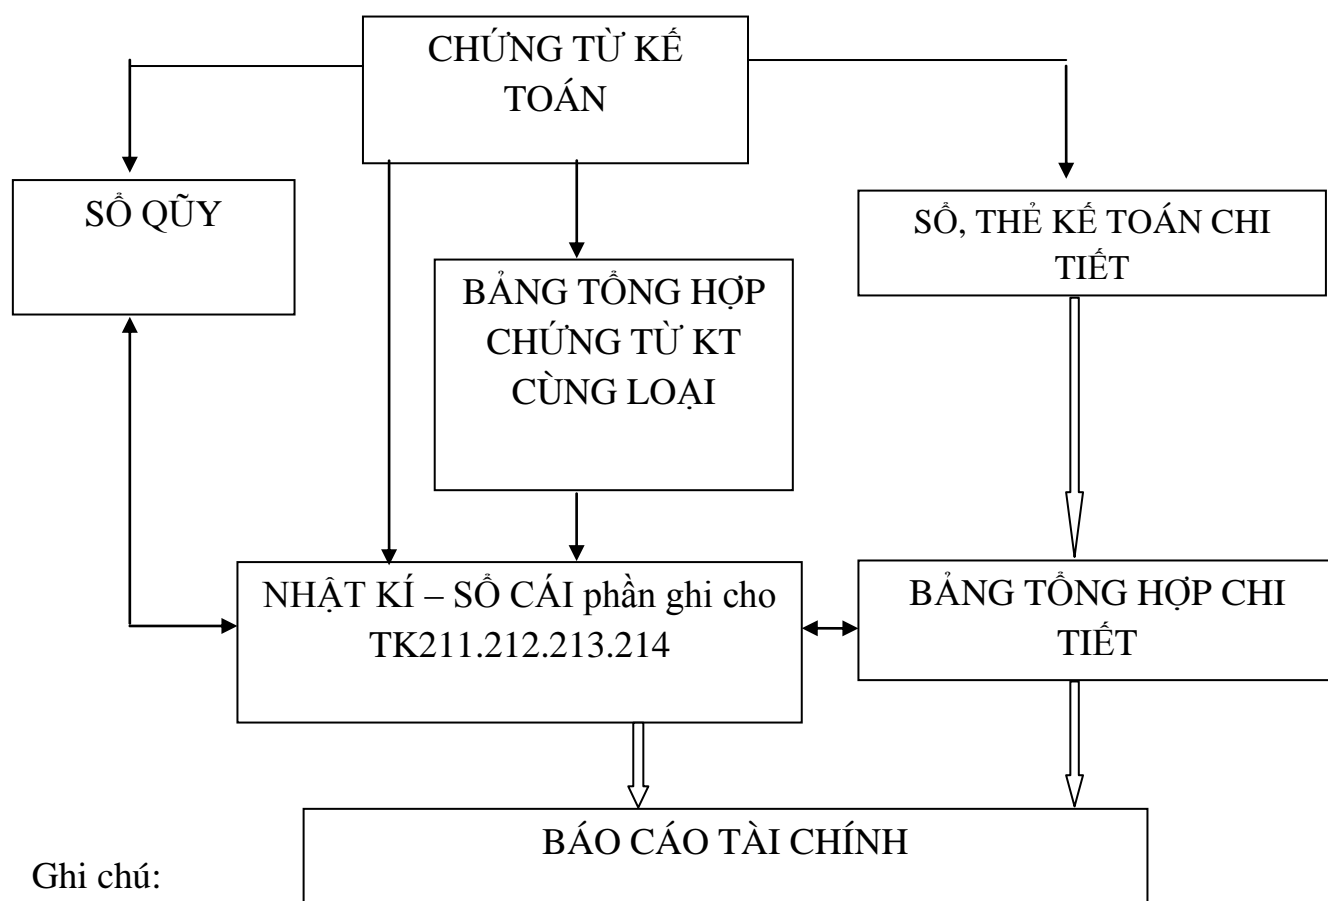 CHỨNG TỪ KẾ
TOÁN
SỔ QŨY
SỔ, THẺ KẾ TOÁN CHI
TIẾT
BẢNG TỔNG HỢP
CHỨNG TỪ KT
CÙNG LOẠI
NHẬT KÍ – SỔ CÁI phần ghi cho
TK211.212.213.214
BẢNG TỔNG HỢP CHI
TIẾT
BÁO CÁO TÀI CHÍNH
Ghi chú: